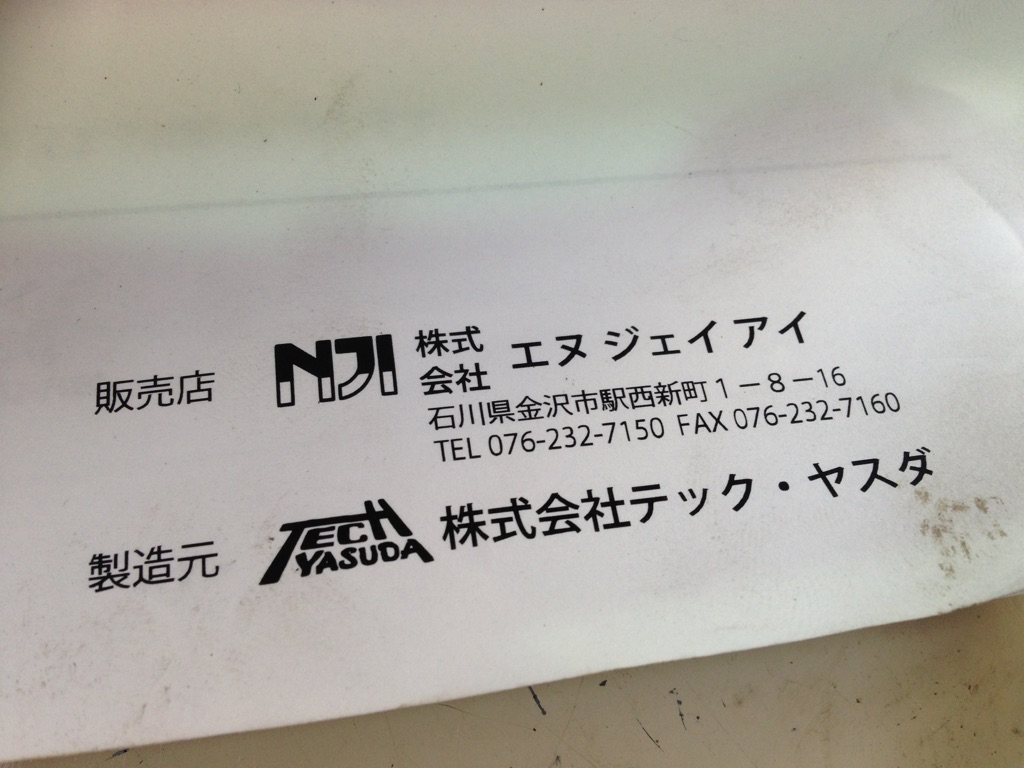 販売店 NJI 株式会社 エヌジェイアイ
石川県金沢市駅西新町1-8-16
TEL 076-232-7150 FAX 076-232-7160
製造元 TECH YASUDA 株式会社テック・ヤスダ